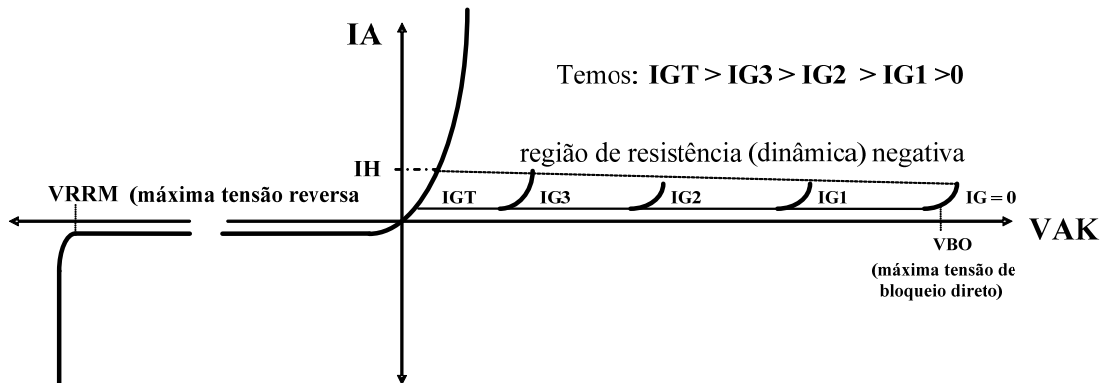 IA
Temos: IGT > IG3 > IG2 > IG1 >0
região de resistência (dinâmica) negativa
IH
VRRM (máxima tensão reversa
IGT
IG3
IG2
IG1
IG = 0
VAK
VBO
(máxima tensão de
bloqueio direto)